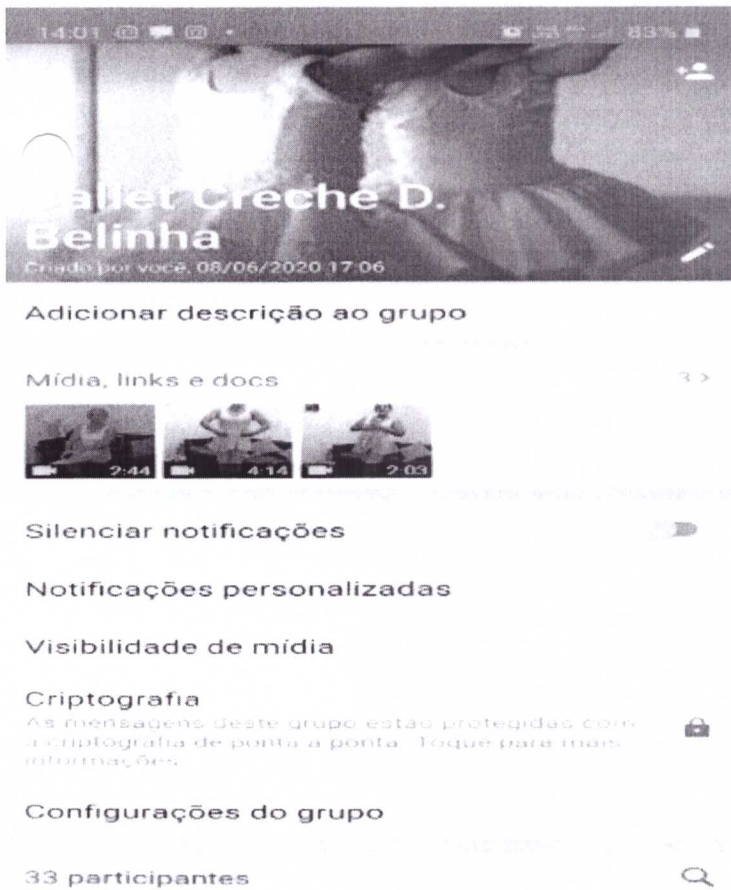 14:01 83%
Ballet Creche D.
Belinha
Criado por você, 08/06/2020 17:06
Adicionar descrição ao grupo
Mídia, links e docs 3 >
2:44 4:14 2:03
Silenciar notificações
Notificações personalizadas
Visibilidade de mídia
Criptografia
As mensagens deste grupo estão protegidas com
a criptografia de ponta a ponta. Toque para mais
informações.
Configurações do grupo
33 participantes